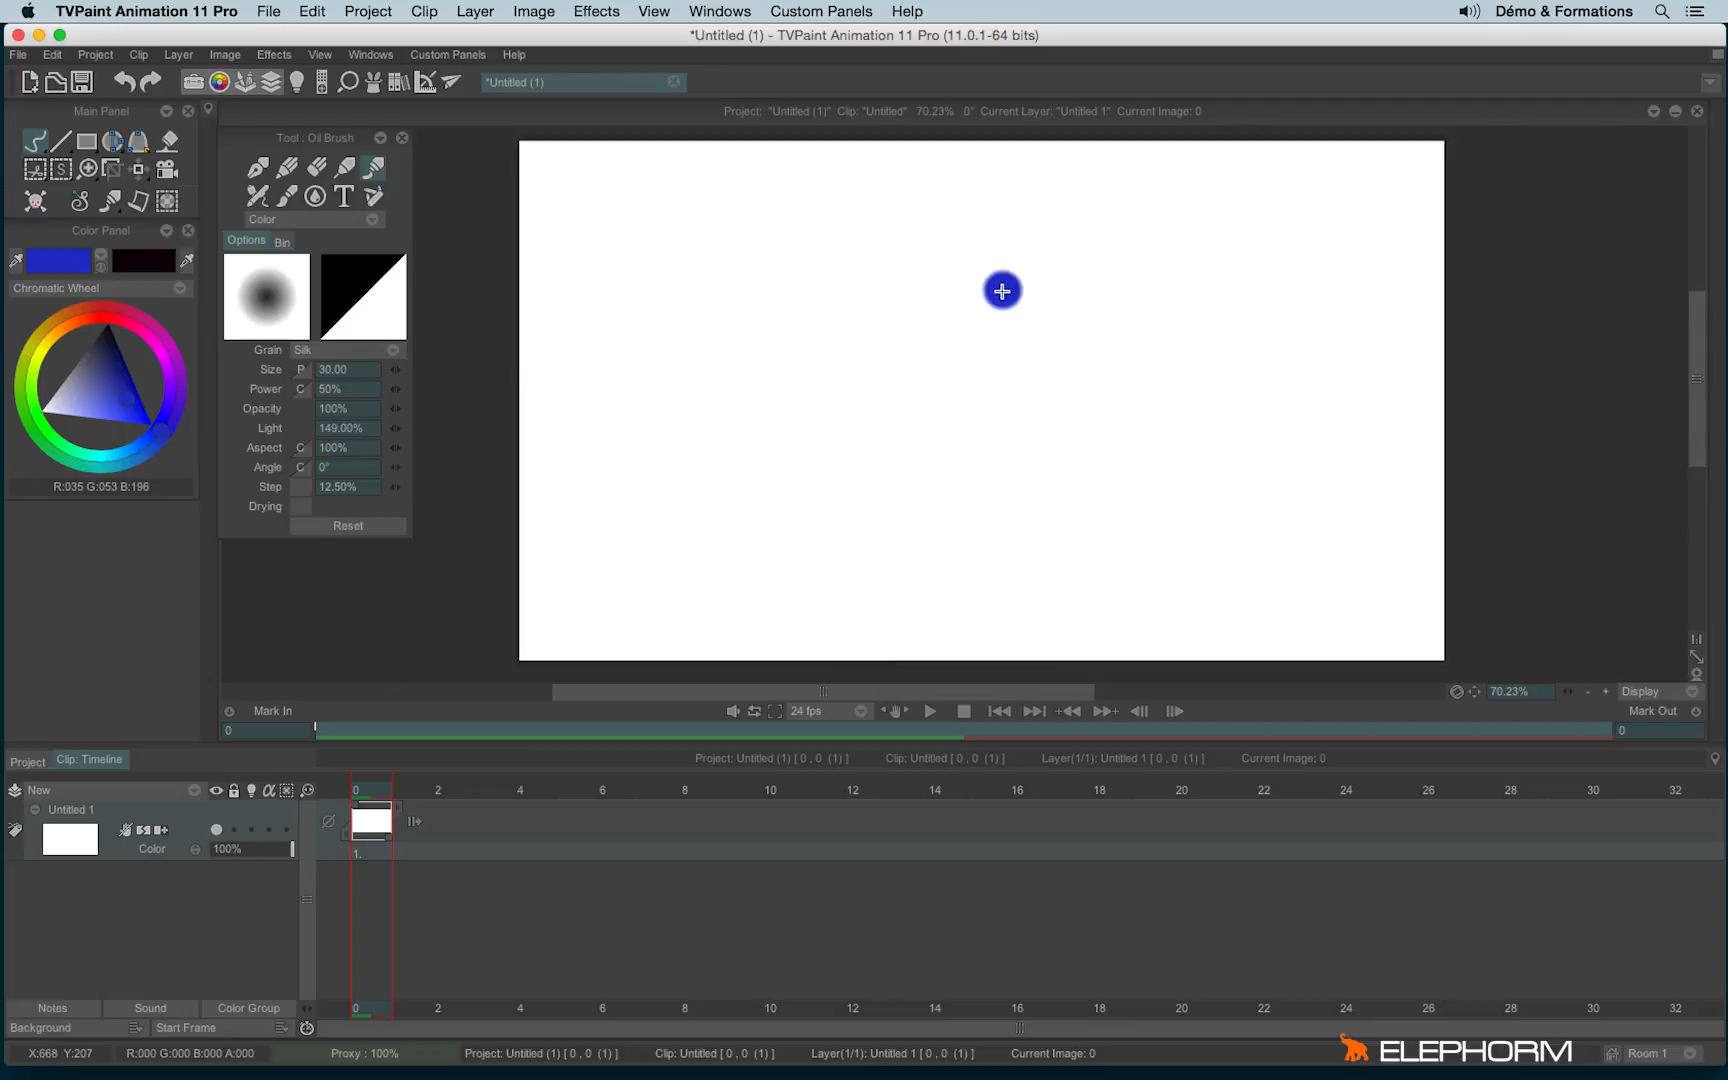 TVPaint Animation 11 Pro File Edit Project Clip Layer Image Effects View Windows Custom Panels Help Démo & Formations
*Untitled (1) - TVPaint Animation 11 Pro (11.0.1-64 bits)
File Edit Project Clip Layer Image Effects View Windows Custom Panels Help
*Untitled (1)
Main Panel
Project: "Untitled (1)" Clip: "Untitled" 70.23% 0° Current Layer: "Untitled 1" Current Image: 0
Tool : Oil Brush
S
T
Color
Color Panel
Options Bin
Chromatic Wheel
Grain Silk
Size P 30.00
Power C 50%
Opacity 100%
Light 149.00%
Aspect C 100%
Angle C 0°
Step 12.50%
Drying
Reset
R:035 G:053 B:196
70.23% - + Display
Mark In 24 fps Mark Out
0 0
Project Clip: Timeline Project: Untitled (1) [ 0 , 0 (1) ] Clip: Untitled [ 0 , 0 (1) ] Layer(1/1): Untitled 1 [ 0 , 0 (1) ] Current Image: 0
New 0 2 4 6 8 10 12 14 16 18 20 22 24 26 28 30 32
Untitled 1
Color 100%
1.
Notes Sound Color Group 0 2 4 6 8 10 12 14 16 18 20 22 24 26 28 30 32
Background Start Frame
X:668 Y:207 R:000 G:000 B:000 A:000 Proxy : 100% Project: Untitled (1) [ 0 , 0 (1) ] Clip: Untitled [ 0 , 0 (1) ] Layer(1/1): Untitled 1 [ 0 , 0 (1) ] Current Image: 0 ELEPHORM Room 1